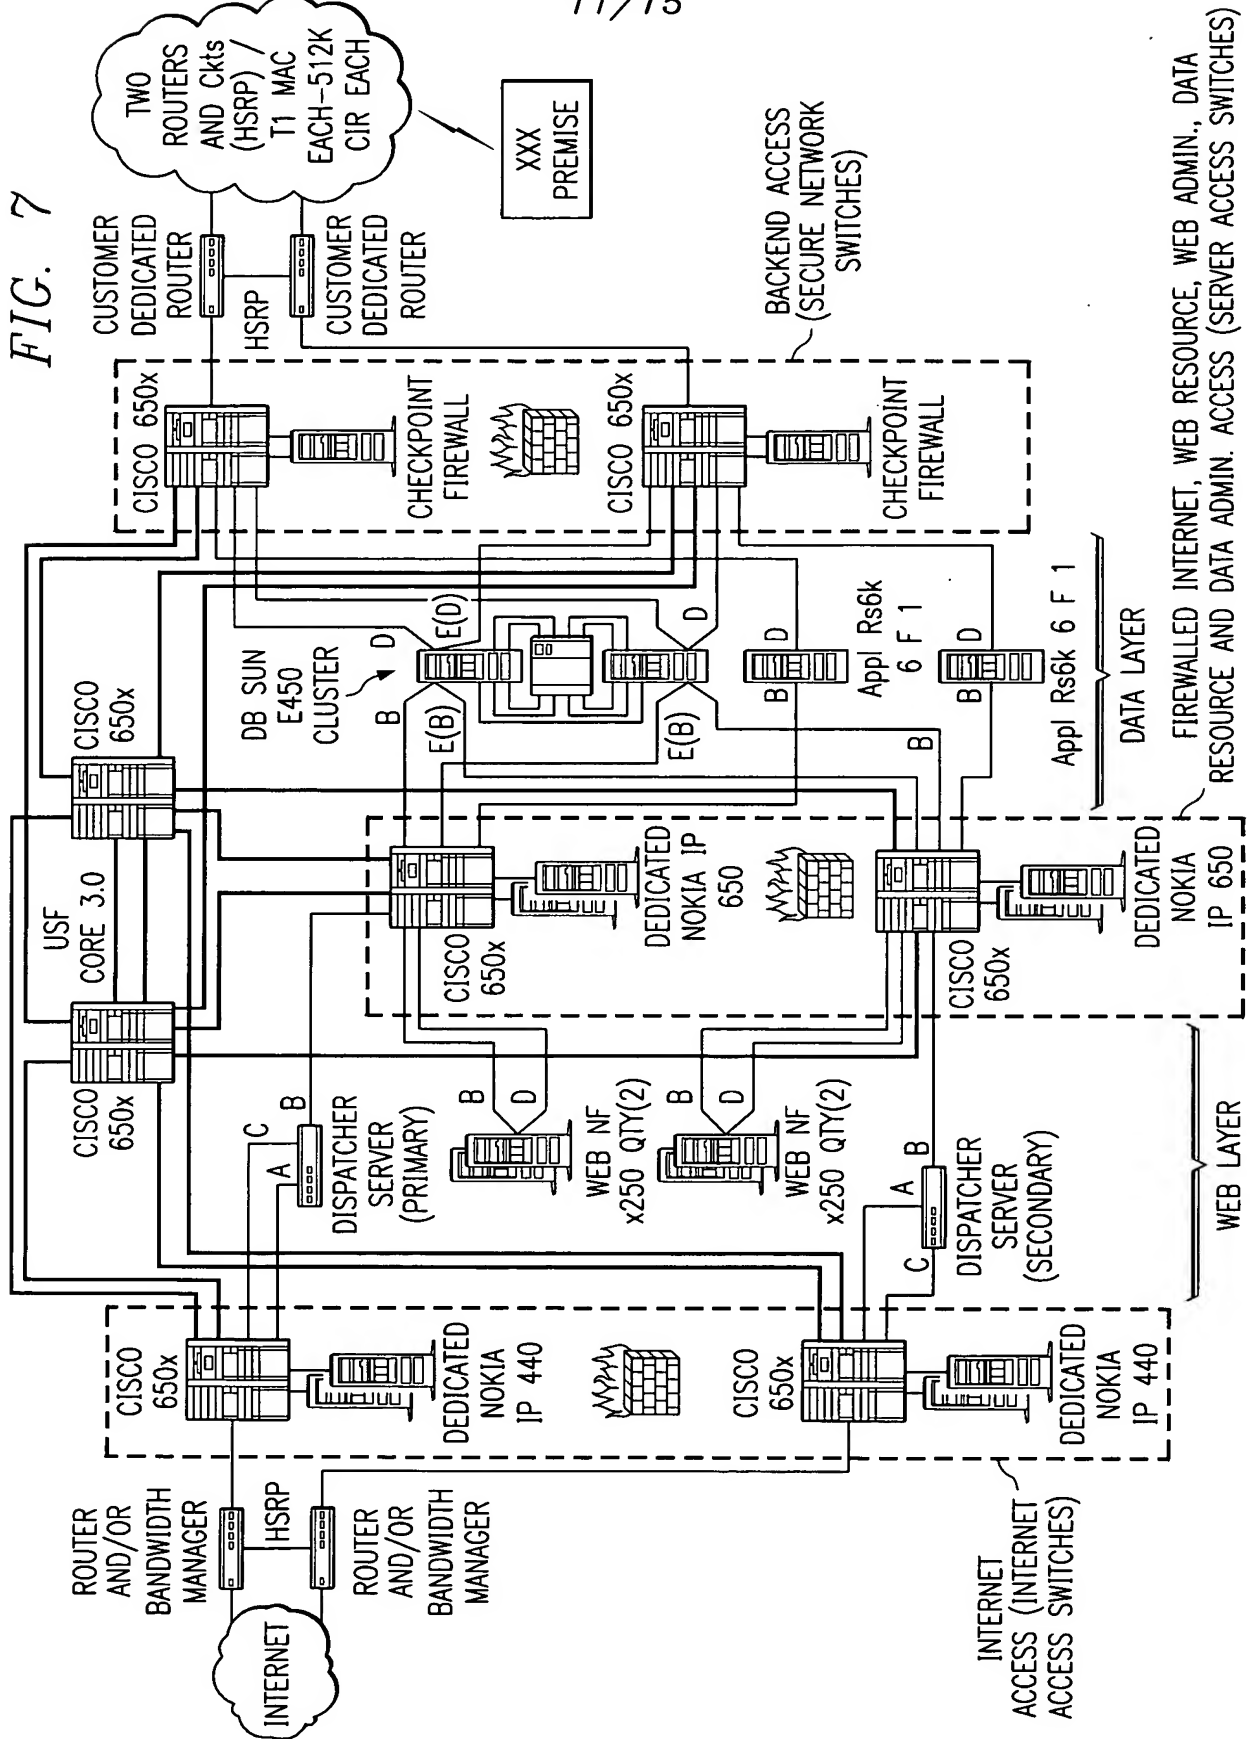 11/15
FIG. 7
TWO
ROUTERS
AND Ckts
(HSRP) /
T1 MAC
EACH-512K
CIR EACH
XXX
PREMISE
CUSTOMER
DEDICATED
ROUTER
HSRP
CUSTOMER
DEDICATED
ROUTER
BACKEND ACCESS
(SECURE NETWORK
SWITCHES)
CISCO 650x
CHECKPOINT
FIREWALL
CISCO 650x
CHECKPOINT
FIREWALL
DB SUN
E450
CLUSTER
D
E(D)
B
E(B)
D
E(B)
B
B
D
Appl Rs6k
6 F 1
B
D
Appl Rs6k 6 F 1
DATA LAYER
FIREWALLED INTERNET, WEB RESOURCE, WEB ADMIN., DATA
RESOURCE AND DATA ADMIN. ACCESS (SERVER ACCESS SWITCHES)
CISCO
650x
USF
CORE 3.0
CISCO
650x
CISCO
650x
DEDICATED
NOKIA IP
650
CISCO
650x
DEDICATED
NOKIA
IP 650
C
A
B
DISPATCHER
SERVER
(PRIMARY)
B
D
WEB NF
x250 QTY(2)
B
D
WEB NF
x250 QTY(2)
B
A
C
DISPATCHER
SERVER
(SECONDARY)
WEB LAYER
CISCO
650x
DEDICATED
NOKIA
IP 440
CISCO
650x
DEDICATED
NOKIA
IP 440
ROUTER
AND/OR
BANDWIDTH
MANAGER
HSRP
ROUTER
AND/OR
BANDWIDTH
MANAGER
INTERNET
INTERNET
ACCESS (INTERNET
ACCESS SWITCHES)